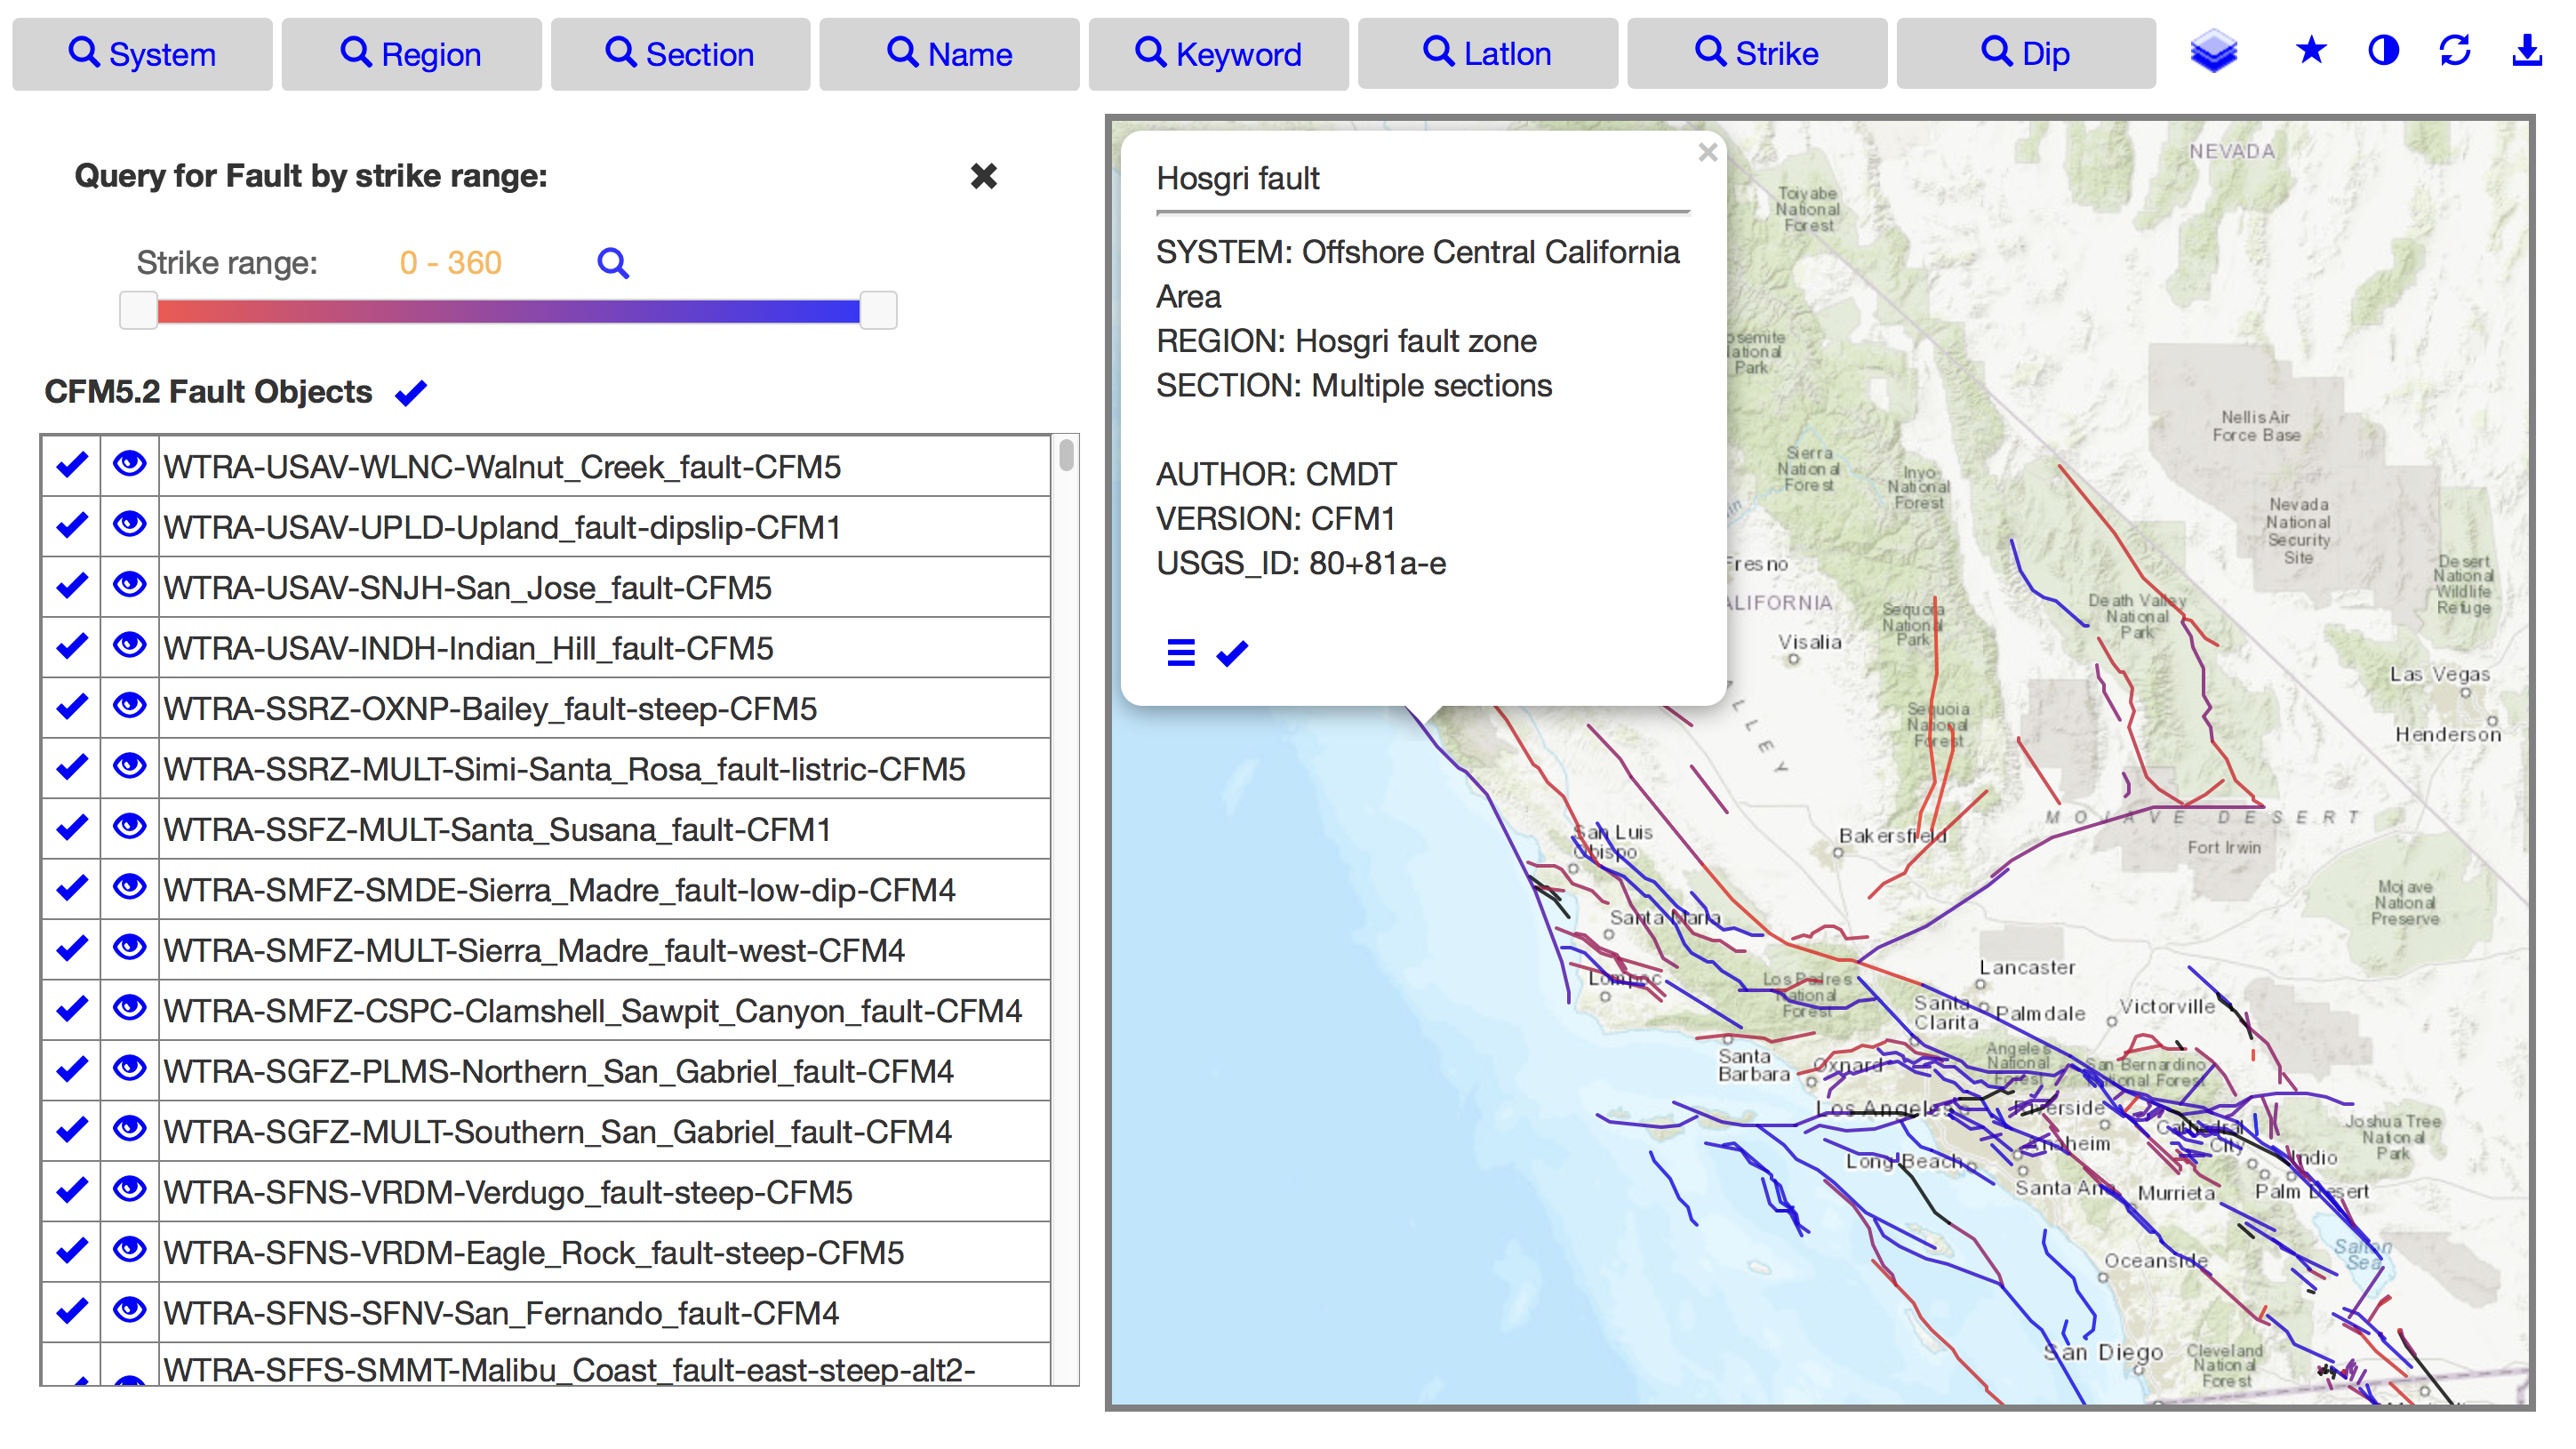 System
Region
Section
Name
Keyword
Latlon
Strike
Dip
Query for Fault by strike range:
Strike range: 0 - 360
CFM5.2 Fault Objects
WTRA-USAV-WLNC-Walnut_Creek_fault-CFM5
WTRA-USAV-UPLD-Upland_fault-dipslip-CFM1
WTRA-USAV-SNJH-San_Jose_fault-CFM5
WTRA-USAV-INDH-Indian_Hill_fault-CFM5
WTRA-SSRZ-OXNP-Bailey_fault-steep-CFM5
WTRA-SSRZ-MULT-Simi-Santa_Rosa_fault-listric-CFM5
WTRA-SSFZ-MULT-Santa_Susana_fault-CFM1
WTRA-SMFZ-SMDE-Sierra_Madre_fault-low-dip-CFM4
WTRA-SMFZ-MULT-Sierra_Madre_fault-west-CFM4
WTRA-SMFZ-CSPC-Clamshell_Sawpit_Canyon_fault-CFM4
WTRA-SGFZ-PLMS-Northern_San_Gabriel_fault-CFM4
WTRA-SGFZ-MULT-Southern_San_Gabriel_fault-CFM4
WTRA-SFNS-VRDM-Verdugo_fault-steep-CFM5
WTRA-SFNS-VRDM-Eagle_Rock_fault-steep-CFM5
WTRA-SFNS-SFNV-San_Fernando_fault-CFM4
WTRA-SFFS-SMMT-Malibu_Coast_fault-east-steep-alt2-
Hosgri fault
SYSTEM: Offshore Central California
Area
REGION: Hosgri fault zone
SECTION: Multiple sections
AUTHOR: CMDT
VERSION: CFM1
USGS_ID: 80+81a-e
NEVADA
Toiyabe
National
Forest
Park
Sierra
National
Forest
Inyo
National
Forest
Nellis Air
Force Base
Nevada
National
Security
Site
Desert
National
Wildlife
Refuge
Fresno
ALIFORNIA
Sequoia
National
Park
Death Valley
National
Park
Visalia
Las Vegas
Henderson
LLEY
Sequoia
National
Forest
MOJAVE DESERT
San Luis
Obispo
Bakersfield
Fort Irwin
Mojave
National
Preserve
Santa Maria
Lompoc
Los Padres
National
Forest
Lancaster
Santa
Clarita
Palmdale
Victorville
Santa
Barbara
Oxnard
Angeles
National
Forest
San Bernardino
National Forest
Los Angeles
Riverside
Cathedral
City
Joshua Tree
National
Park
Anaheim
Long Beach
Indio
Santa Ana
Murrieta
Palm Desert
Oceanside
Salton
Sea
San Diego
Cleveland
National
Forest